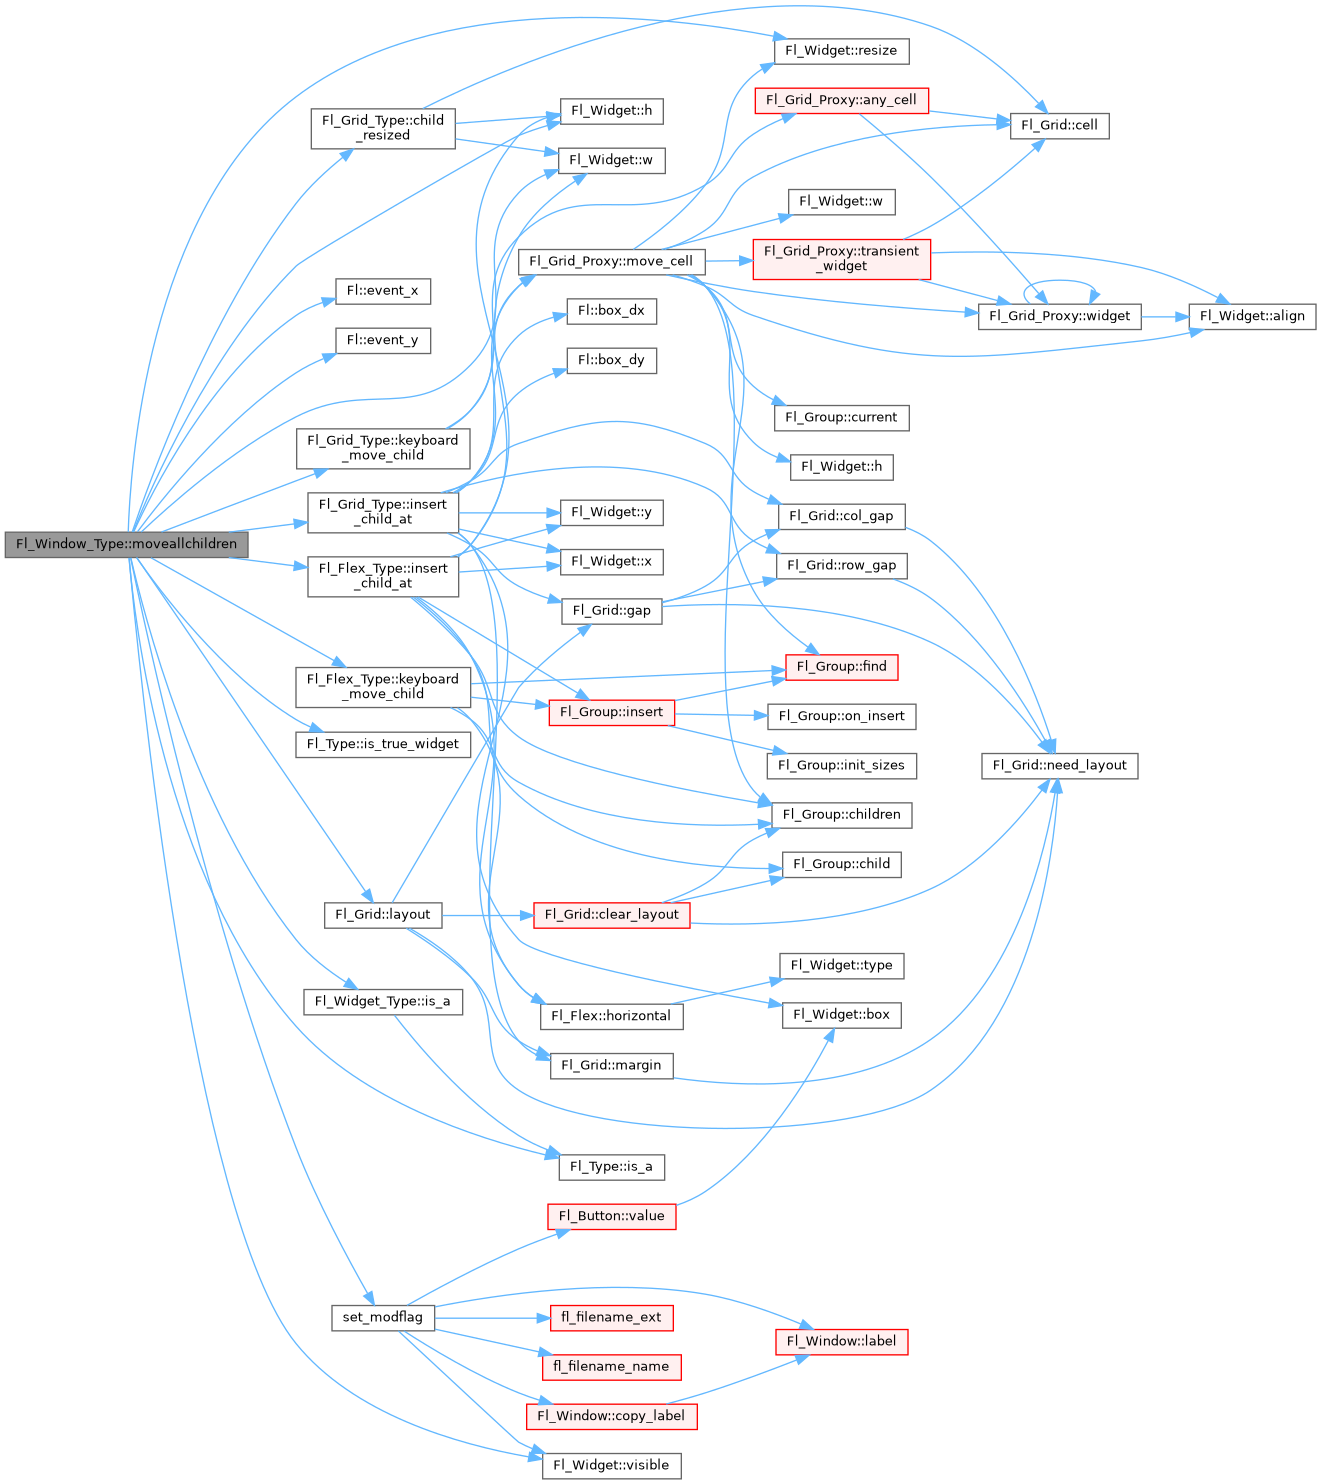 Fl_Window_Type::moveallchildren
Fl_Grid_Type::child
_resized
Fl::event_x
Fl::event_y
Fl_Grid_Type::keyboard
_move_child
Fl_Grid_Type::insert
_child_at
Fl_Flex_Type::insert
_child_at
Fl_Flex_Type::keyboard
_move_child
Fl_Type::is_true_widget
Fl_Grid::layout
Fl_Widget_Type::is_a
set_modflag
Fl_Widget::h
Fl_Widget::w
Fl_Grid_Proxy::move_cell
Fl::box_dx
Fl::box_dy
Fl_Widget::y
Fl_Widget::x
Fl_Grid::gap
Fl_Group::insert
Fl_Grid::clear_layout
Fl_Flex::horizontal
Fl_Grid::margin
Fl_Type::is_a
Fl_Button::value
fl_filename_ext
fl_filename_name
Fl_Window::copy_label
Fl_Widget::visible
Fl_Widget::resize
Fl_Grid_Proxy::any_cell
Fl_Widget::w
Fl_Grid_Proxy::transient
_widget
Fl_Group::current
Fl_Widget::h
Fl_Grid::col_gap
Fl_Grid::row_gap
Fl_Group::find
Fl_Group::on_insert
Fl_Group::init_sizes
Fl_Group::children
Fl_Group::child
Fl_Widget::type
Fl_Widget::box
Fl_Window::label
Fl_Grid::cell
Fl_Grid_Proxy::widget
Fl_Grid::need_layout
Fl_Widget::align